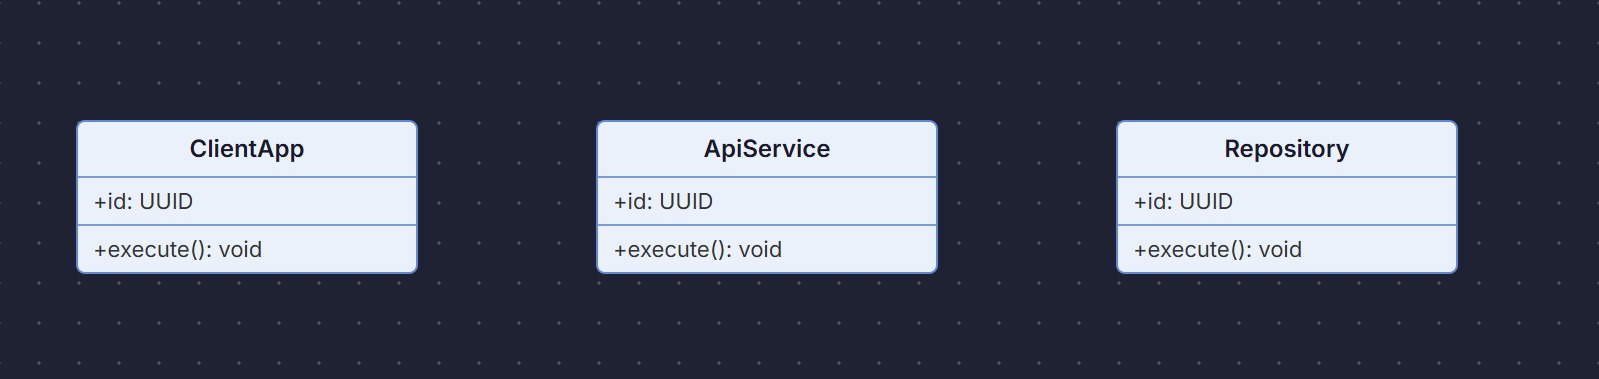 ClientApp
+id: UUID
+execute(): void
ApiService
+id: UUID
+execute(): void
Repository
+id: UUID
+execute(): void